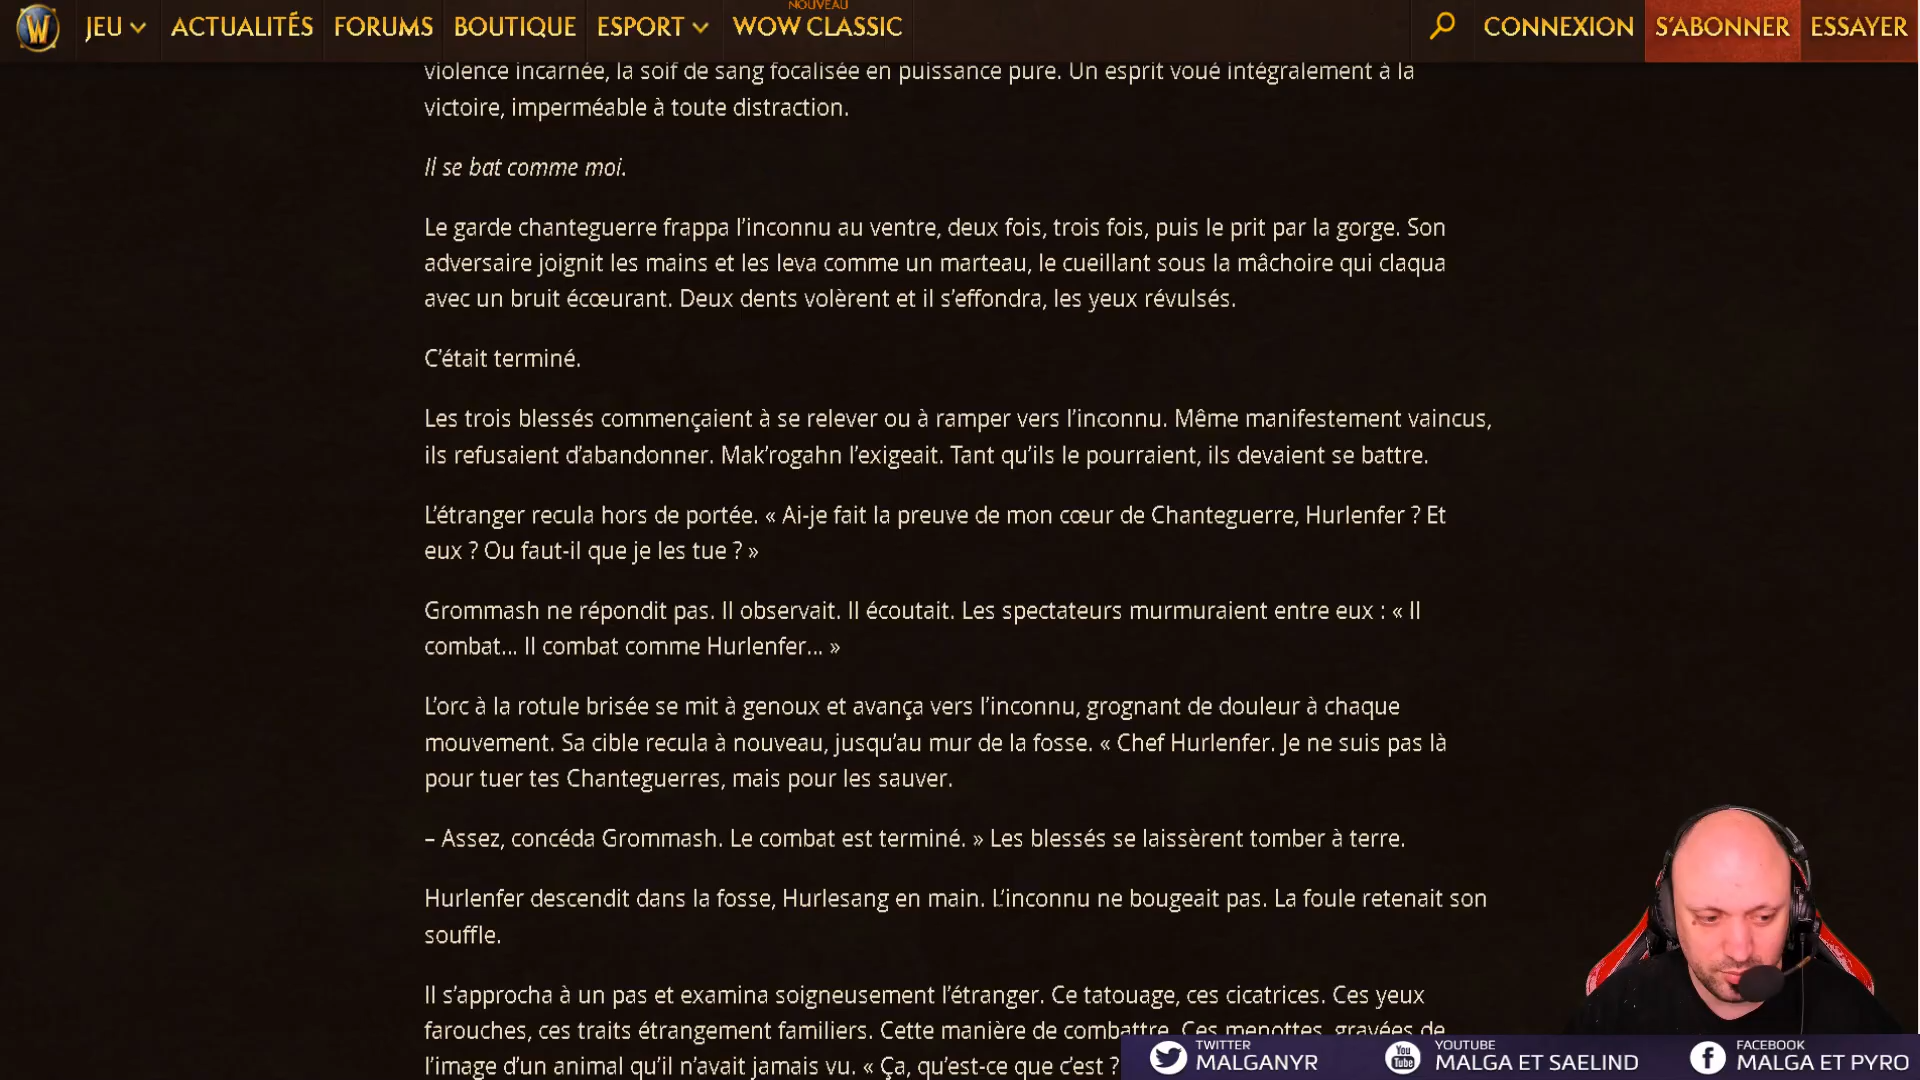 NOUVEAU
JEU ACTUALITÉS FORUMS BOUTIQUE ESPORT WOW CLASSIC CONNEXION S'ABONNER ESSAYER
violence incarnée, la soif de sang focalisée en puissance pure. Un esprit voué intégralement à la
victoire, imperméable à toute distraction.
Il se bat comme moi.
Le garde chanteguerre frappa l'inconnu au ventre, deux fois, trois fois, puis le prit par la gorge. Son
adversaire joignit les mains et les leva comme un marteau, le cueillant sous la mâchoire qui claqua
avec un bruit écœurant. Deux dents volèrent et il s'effondra, les yeux révulsés.
C'était terminé.
Les trois blessés commençaient à se relever ou à ramper vers l'inconnu. Même manifestement vaincus,
ils refusaient d'abandonner. Mak'rogahn l'exigeait. Tant qu'ils le pourraient, ils devaient se battre.
L'étranger recula hors de portée. « Ai-je fait la preuve de mon cœur de Chanteguerre, Hurlenfer ? Et
eux ? Ou faut-il que je les tue ? »
Grommash ne répondit pas. Il observait. Il écoutait. Les spectateurs murmuraient entre eux : « Il
combat... Il combat comme Hurlenfer... »
L'orc à la rotule brisée se mit à genoux et avança vers l'inconnu, grognant de douleur à chaque
mouvement. Sa cible recula à nouveau, jusqu'au mur de la fosse. « Chef Hurlenfer. Je ne suis pas là
pour tuer tes Chanteguerres, mais pour les sauver.
– Assez, concéda Grommash. Le combat est terminé. » Les blessés se laissèrent tomber à terre.
Hurlenfer descendit dans la fosse, Hurlesang en main. L'inconnu ne bougeait pas. La foule retenait son
souffle.
Il s'approcha à un pas et examina soigneusement l'étranger. Ce tatouage, ces cicatrices. Ces yeux
farouches, ces traits étrangement familiers. Cette manière de combattre. Ces menottes, gravées de
l'image d'un animal qu'il n'avait jamais vu. « Ça, qu'est-ce que c'est ?
TWITTER
MALGANYR
You Tube
YOUTUBE
MALGA ET SAELIND
FACEBOOK
MALGA ET PYRO